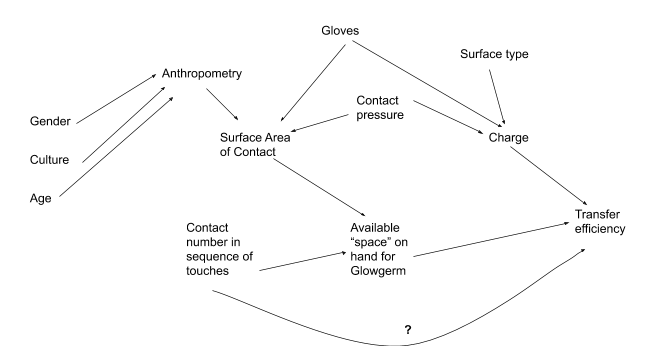 Gloves
Surface type
Anthropometry
Contact
pressure
Gender
Surface Area
of Contact
Charge
Culture
Age
Transfer
efficiency
Contact
number in
sequence of
touches
Available
“space” on
hand for
Glowgerm
?